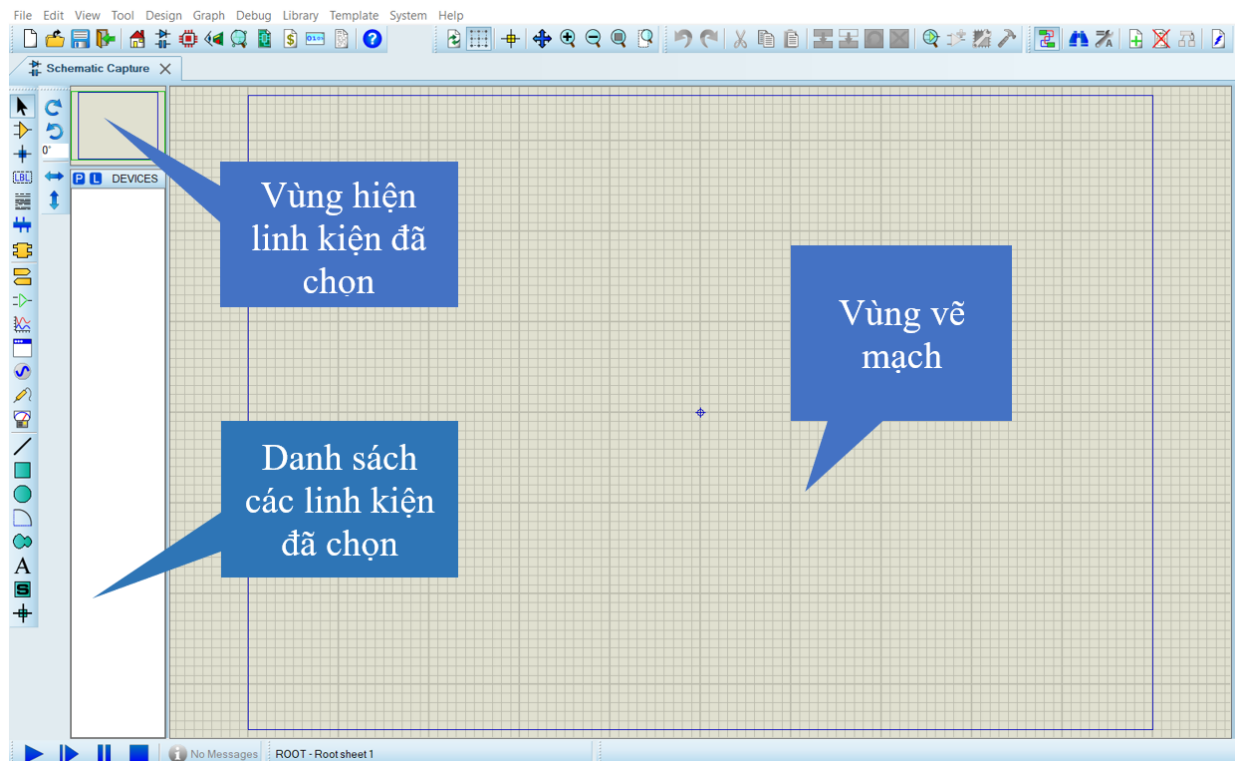 File Edit View Tool Design Graph Debug Library Template System Help
Schematic Capture
0°
LBL
P L DEVICES
Vùng hiện
linh kiện đã
chọn
Vùng vẽ
mạch
Danh sách
các linh kiện
đã chọn
A
S
No Messages ROOT - Root sheet 1